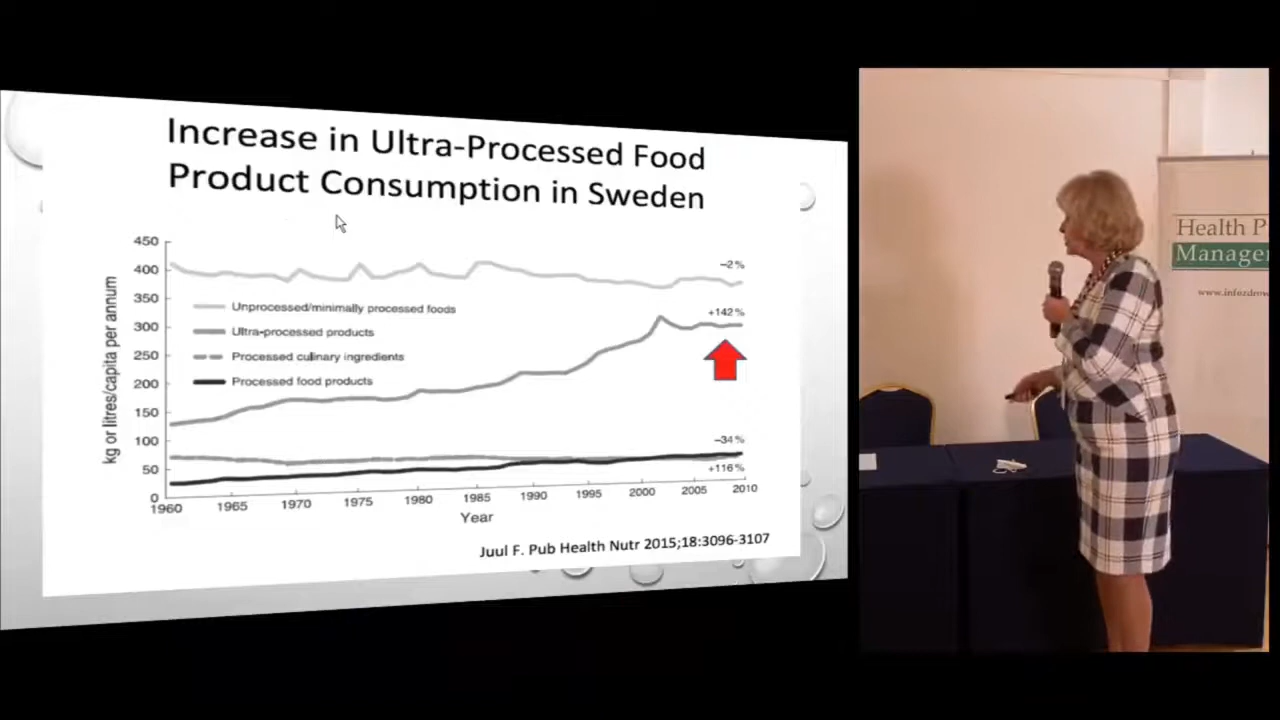 Increase in Ultra-Processed Food
Product Consumption in Sweden
kg or litres/capita per annum
450
400
350
300
250
200
150
100
50
0
Unprocessed/minimally processed foods
Ultra-processed products
Processed culinary ingredients
Processed food products
–2%
+142%
–34%
+116%
1960 1965 1970 1975 1980 1985 1990 1995 2000 2005 2010
Year
Juul F. Pub Health Nutr 2015;18:3096-3107
Health P
Manage